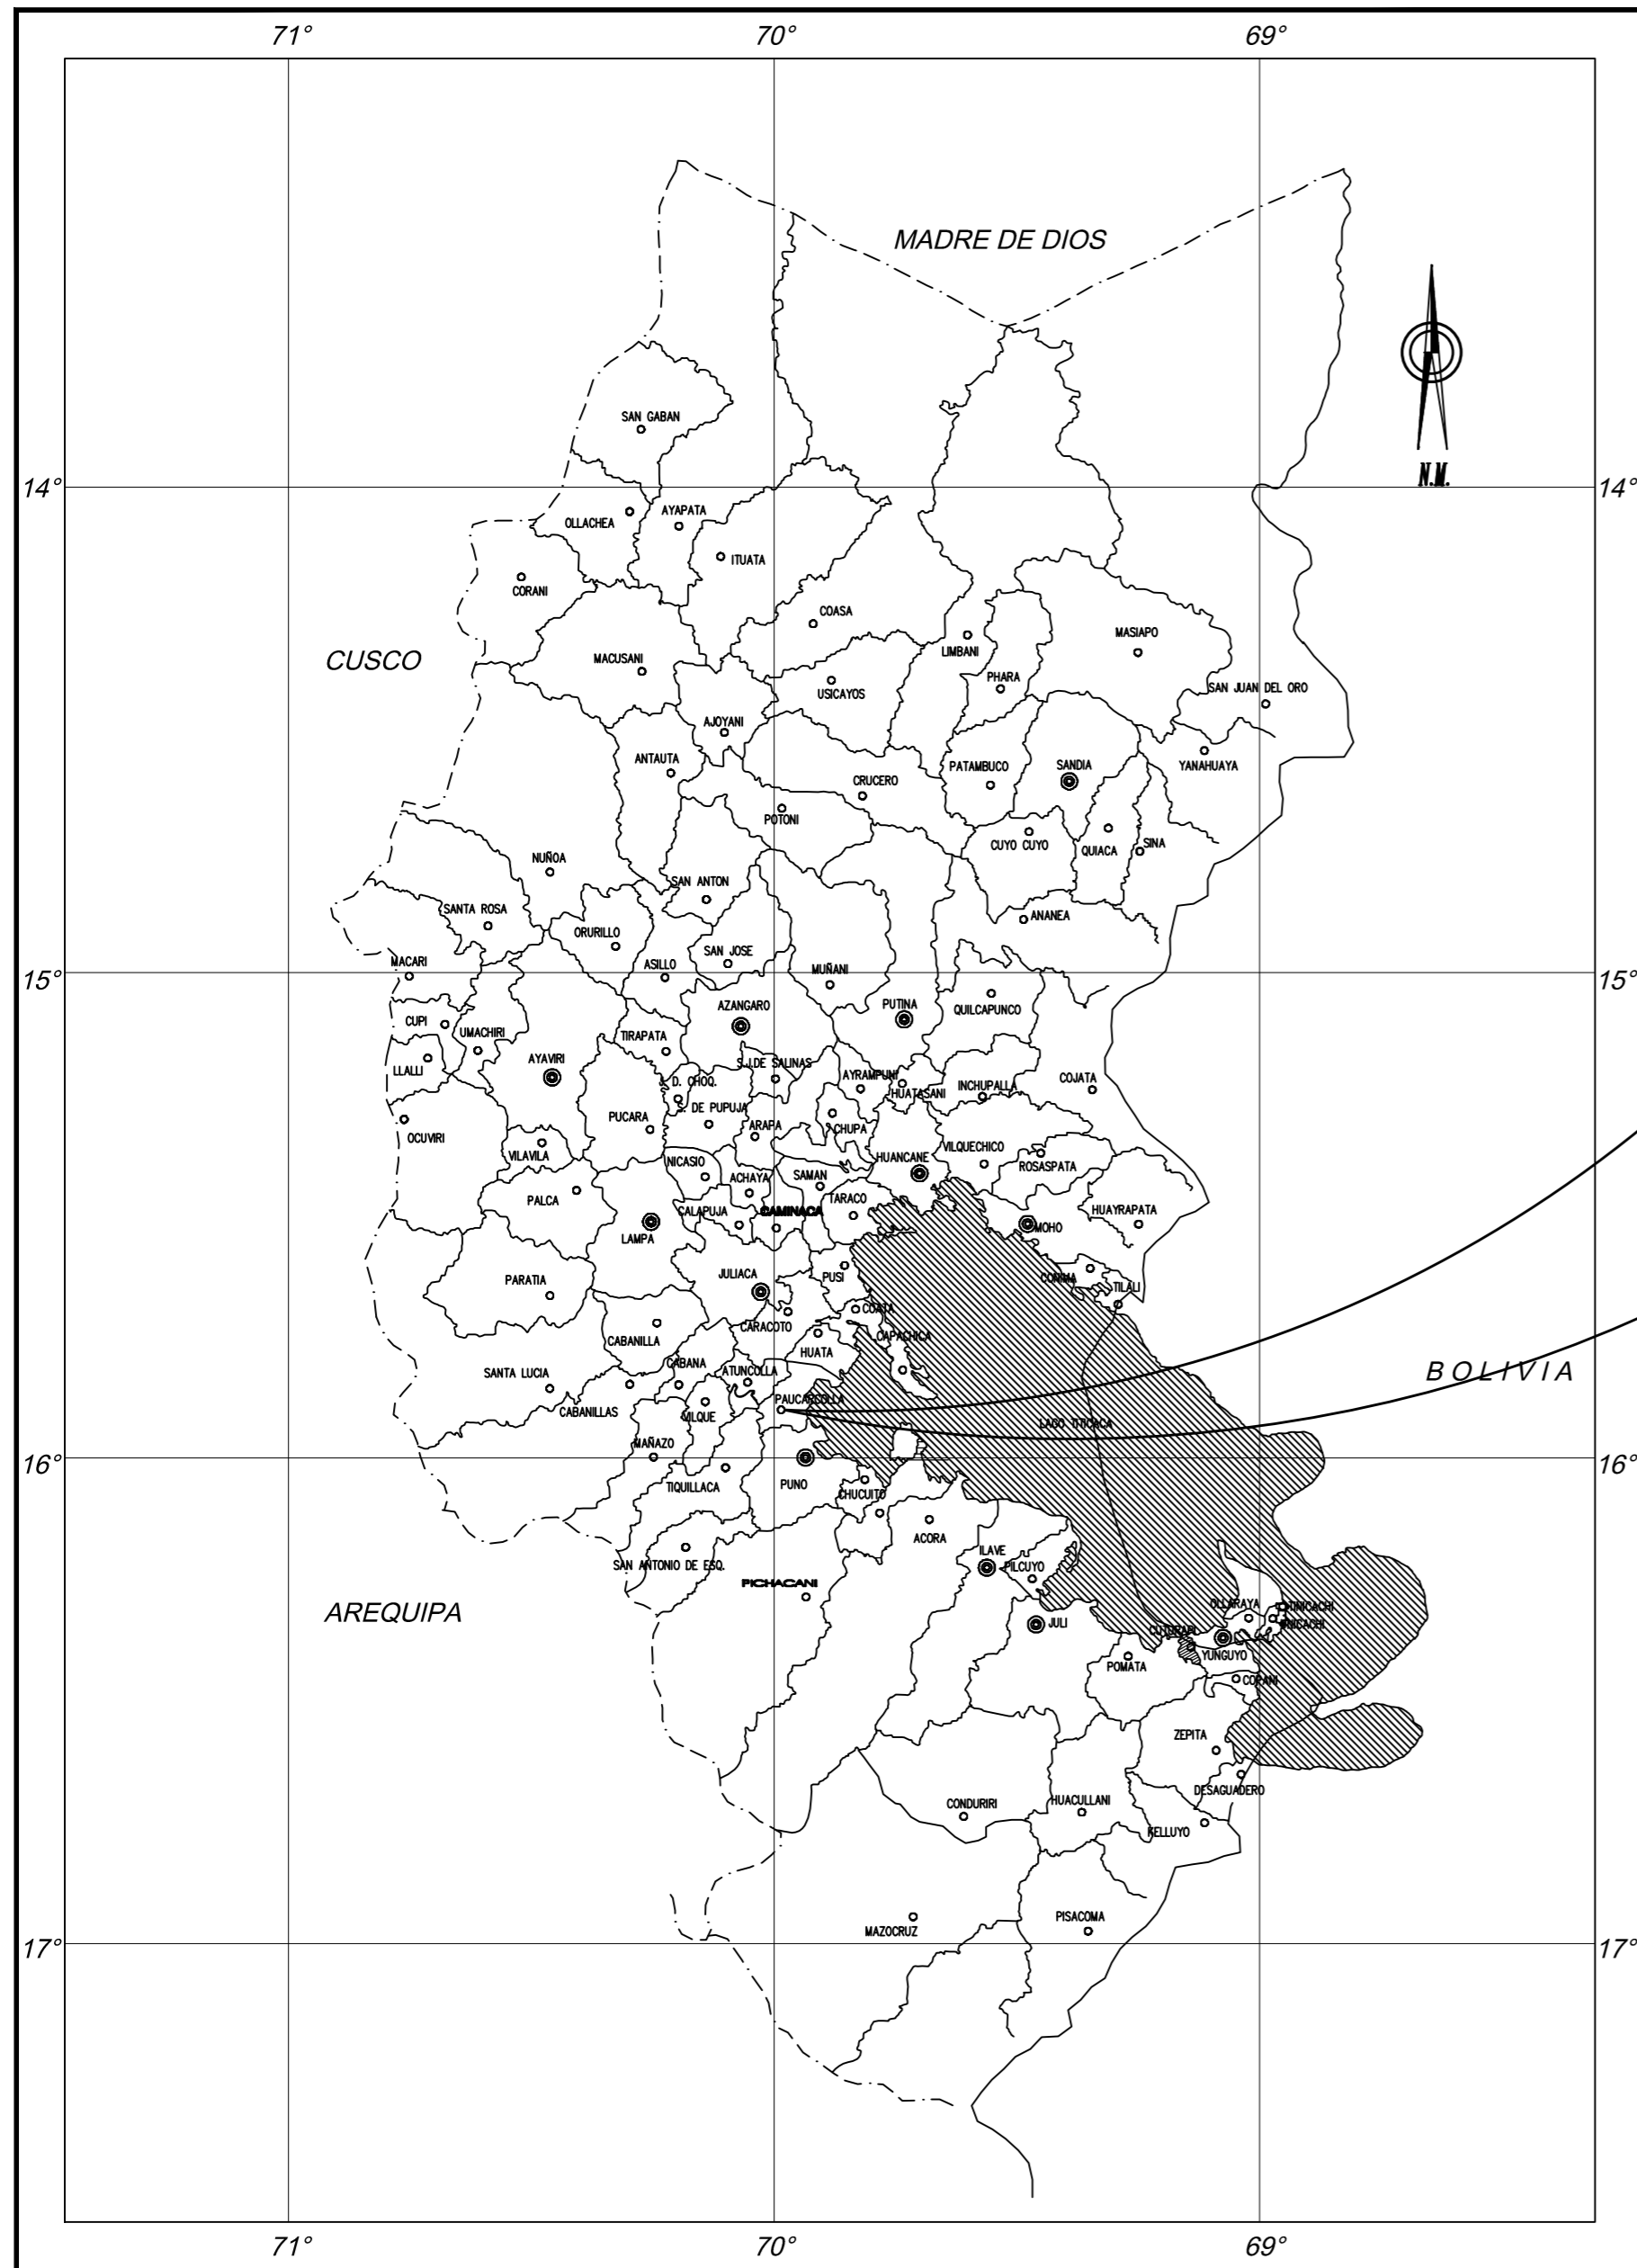 71° 70° 69°
MADRE DE DIOS
SAN GABAN
N.M.
14° 14°
OLLACHEA
AYAPATA
ITUATA
CORANI
COASA
MASIAPO
LIMBANI
CUSCO
MACUSANI
PHARA
USICAYOS
SAN JUAN DEL ORO
AJOYANI
ANTAUTA
PATAMBUCO
SANDIA
YANAHUAYA
CRUCERO
POTONI
CUYO CUYO
QUIACA
SINA
NUÑOA
SAN ANTON
SANTA ROSA
ANANEA
ORURILLO
SAN JOSE
MACARI
ASILLO
MUÑANI
15° 15°
AZANGARO
PUTINA
QUILCAPUNCO
CUPI
UMACHIRI
TIRAPATA
AYAVIRI
S.J.DE SALINAS
LLALLI
AYRAMPUNI
J. D. CHOQ.
HUATASANI
INCHUPALLA
COJATA
S. DE PUPUJA
PUCARA
ARAPA
CHUPA
OCUVIRI
VILAVILA
HUANCANE
VILQUECHICO
ROSASPATA
NICASIO
ACHAYA
SAMAN
PALCA
TARACO
CALAPUJA
CAMINACA
HUAYRAPATA
LAMPA
MOHO
JULIACA
PUSI
CONIMA
PARATIA
TILALI
COATA
CARACOTO
CABANILLA
CAPACHICA
HUATA
CABANA
ATUNCOLLA
SANTA LUCIA
BOLIVIA
PAUCARCOLLA
CABANILLAS
VILQUE
LAGO TITICACA
MAÑAZO
16° 16°
TIQUILLACA
PUNO
CHUCUITO
ACORA
ILAVE
SAN ANTONIO DE ESQ.
PILCUYO
PICHACANI
AREQUIPA
OLLARAYA
TINICACHI
JULI
UNICACHI
CUTURAPI
YUNGUYO
POMATA
COPANI
ZEPITA
DESAGUADERO
CONDURIRI
HUACULLANI
KELLUYO
MAZOCRUZ
PISACOMA
17° 17°
71° 70° 69°